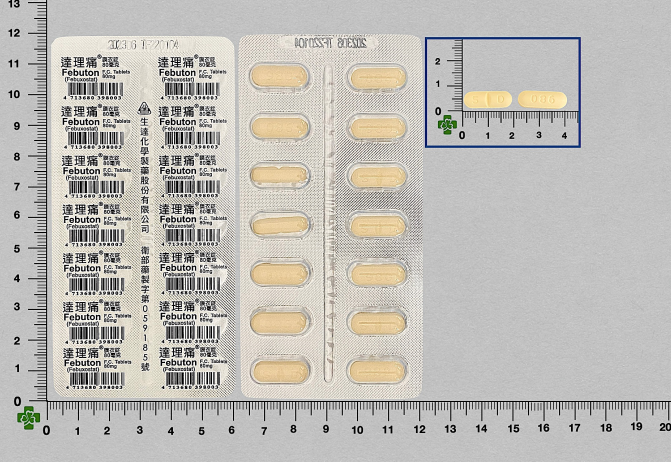 202306 TFZ20104
達理痛® 膜衣錠 80毫克 達理痛® 膜衣錠 80毫克
Febuton F.C. Tablets 80mg Febuton F.C. Tablets 80mg
(Febuxostat) (Febuxostat)
4 713680 398003 4 713680 398003
達理痛® 膜衣錠 80毫克 達理痛® 膜衣錠 80毫克
Febuton F.C. Tablets 80mg Febuton F.C. Tablets 80mg
(Febuxostat) (Febuxostat)
4 713680 398003 4 713680 398003
達理痛® 膜衣錠 80毫克 達理痛® 膜衣錠 80毫克
Febuton F.C. Tablets 80mg Febuton F.C. Tablets 80mg
(Febuxostat) (Febuxostat)
4 713680 398003 4 713680 398003
達理痛® 膜衣錠 80毫克 達理痛® 膜衣錠 80毫克
Febuton F.C. Tablets 80mg Febuton F.C. Tablets 80mg
(Febuxostat) (Febuxostat)
4 713680 398003 4 713680 398003
達理痛® 膜衣錠 80毫克 達理痛® 膜衣錠 80毫克
Febuton F.C. Tablets 80mg Febuton F.C. Tablets 80mg
(Febuxostat) (Febuxostat)
4 713680 398003 4 713680 398003
達理痛® 膜衣錠 80毫克 達理痛® 膜衣錠 80毫克
Febuton F.C. Tablets 80mg Febuton F.C. Tablets 80mg
(Febuxostat) (Febuxostat)
4 713680 398003 4 713680 398003
達理痛® 膜衣錠 80毫克 達理痛® 膜衣錠 80毫克
Febuton F.C. Tablets 80mg Febuton F.C. Tablets 80mg
(Febuxostat) (Febuxostat)
4 713680 398003 4 713680 398003
生達化學製藥股份有限公司 衛部藥製字第059185號
202306 TFZ20104
13
12
11
10
9
8
7
6
5
4
3
2
1
0
0 1 2 3 4 5 6 7 8 9 10 11 12 13 14 15 16 17 18 19 20
2
1
0
0 1 2 3 4